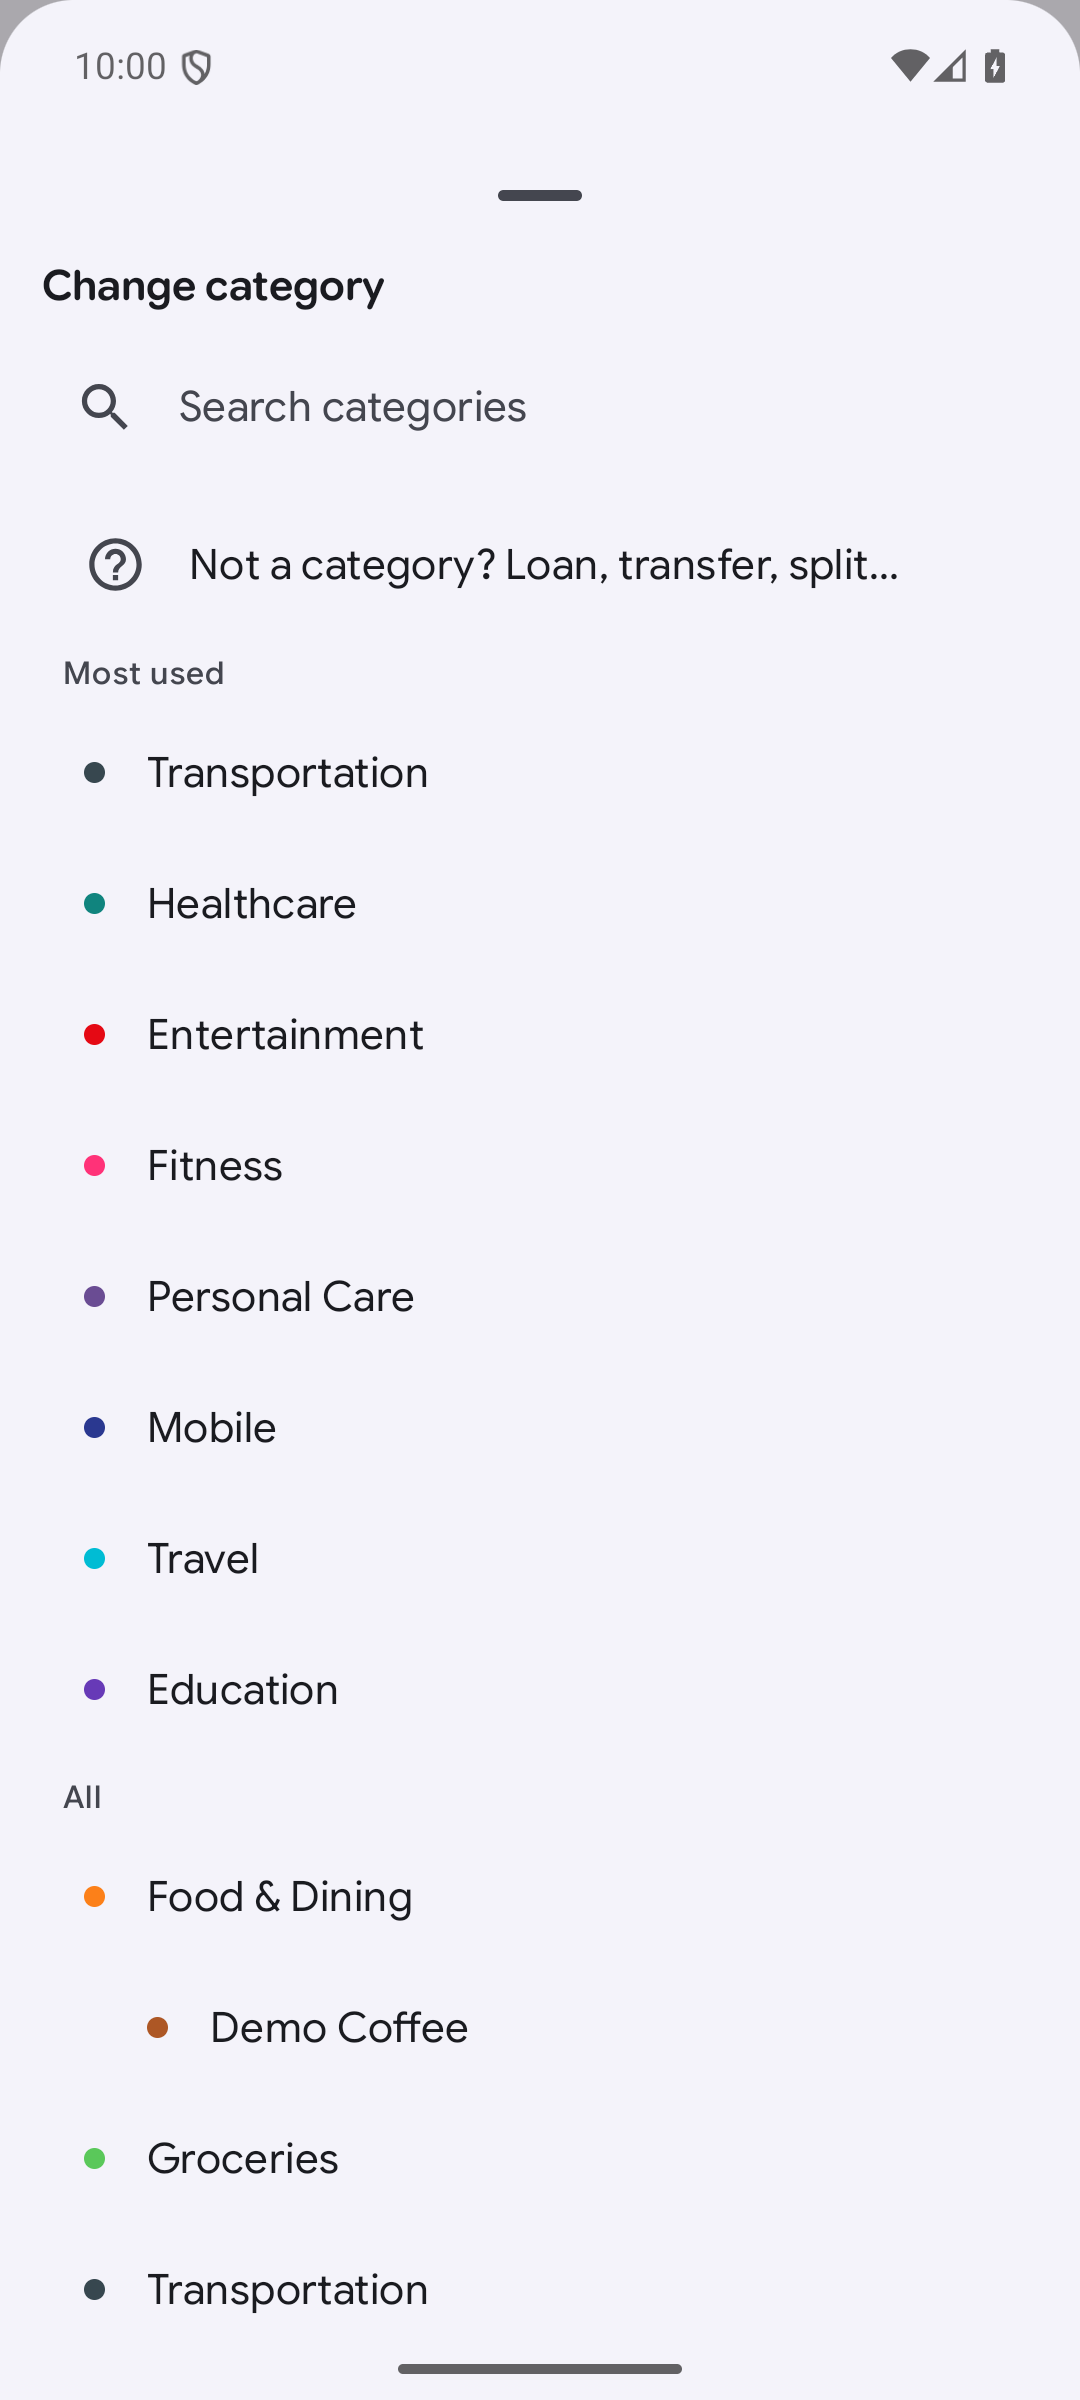 10:00
Change category
Search categories
Not a category? Loan, transfer, split...
Most used
Transportation
Healthcare
Entertainment
Fitness
Personal Care
Mobile
Travel
Education
All
Food & Dining
Demo Coffee
Groceries
Transportation